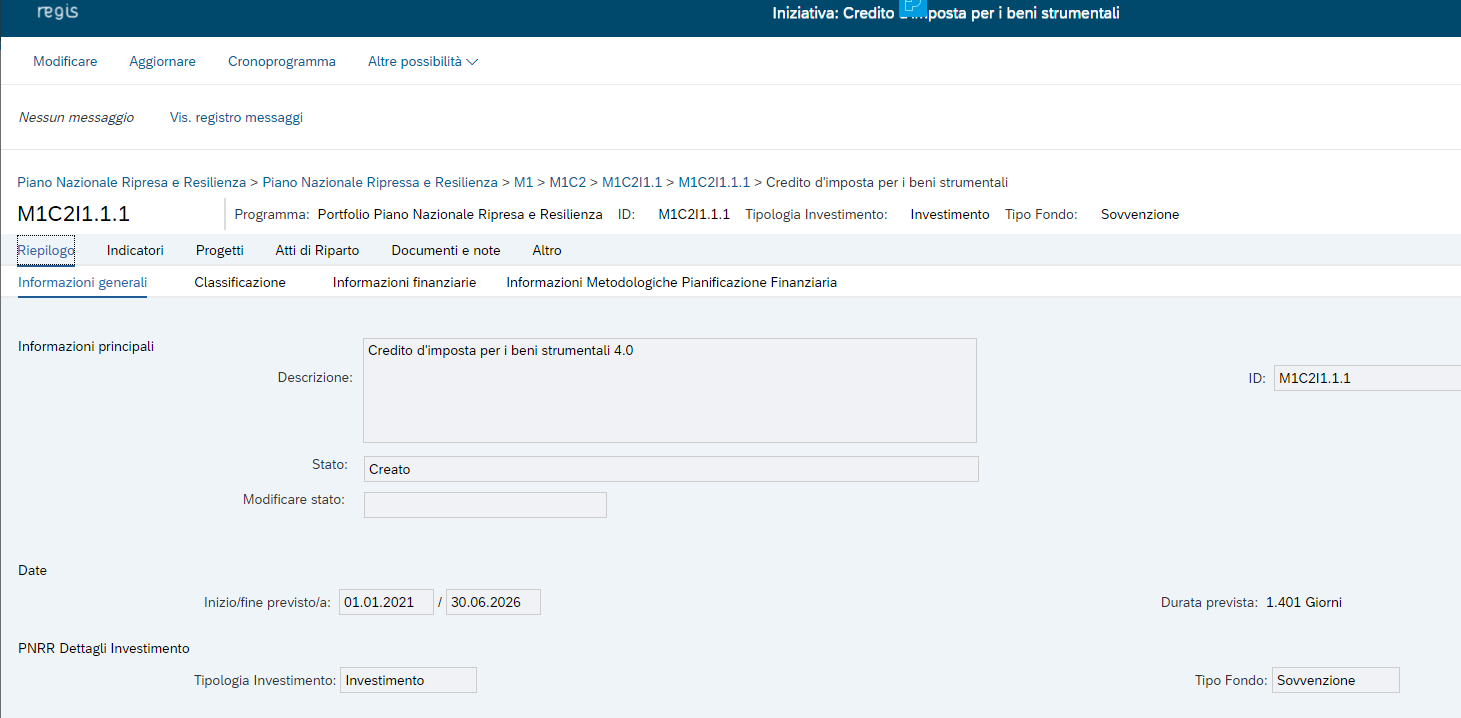 regis
Iniziativa: Credito posta per i beni strumentali
Modificare Aggiornare Cronoprogramma Altre possibilità
Nessun messaggio Vis. registro messaggi
Piano Nazionale Ripresa e Resilienza > Piano Nazionale Ripressa e Resilienza > M1 > M1C2 > M1C2I1.1 > M1C2I1.1.1 > Credito d'imposta per i beni strumentali
M1C2I1.1.1 Programma: Portfolio Piano Nazionale Ripresa e Resilienza ID: M1C2I1.1.1 Tipologia Investimento: Investimento Tipo Fondo: Sovvenzione
Riepilogo Indicatori Progetti Atti di Riparto Documenti e note Altro
Informazioni generali Classificazione Informazioni finanziarie Informazioni Metodologiche Pianificazione Finanziaria
Informazioni principali
Descrizione: Credito d'imposta per i beni strumentali 4.0
ID: M1C2I1.1.1
Stato: Creato
Modificare stato:
Date
Inizio/fine previsto/a: 01.01.2021 / 30.06.2026 Durata prevista: 1.401 Giorni
PNRR Dettagli Investimento
Tipologia Investimento: Investimento Tipo Fondo: Sovvenzione